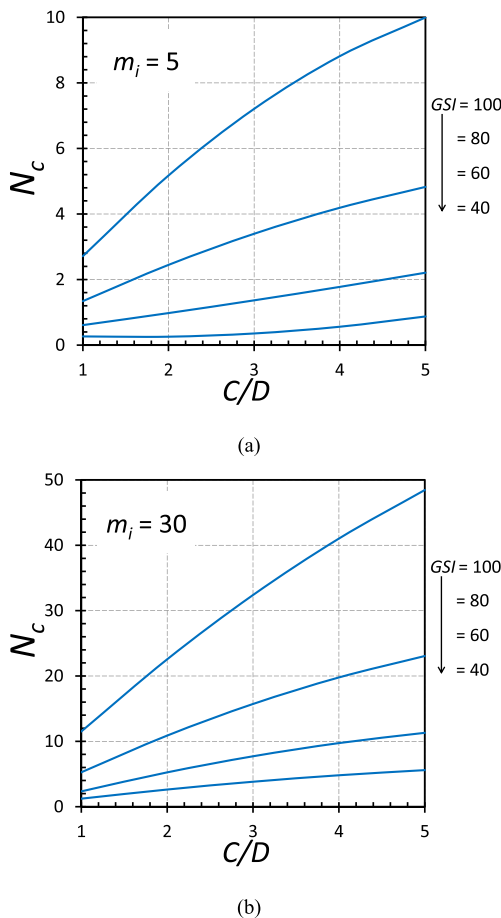 10
8
6
4
2
0
N_c
m_i = 5
GSI = 100
= 80
= 60
= 40
1 2 3 4 5
C/D
(a)
50
40
30
20
10
0
N_c
m_i = 30
GSI = 100
= 80
= 60
= 40
1 2 3 4 5
C/D
(b)